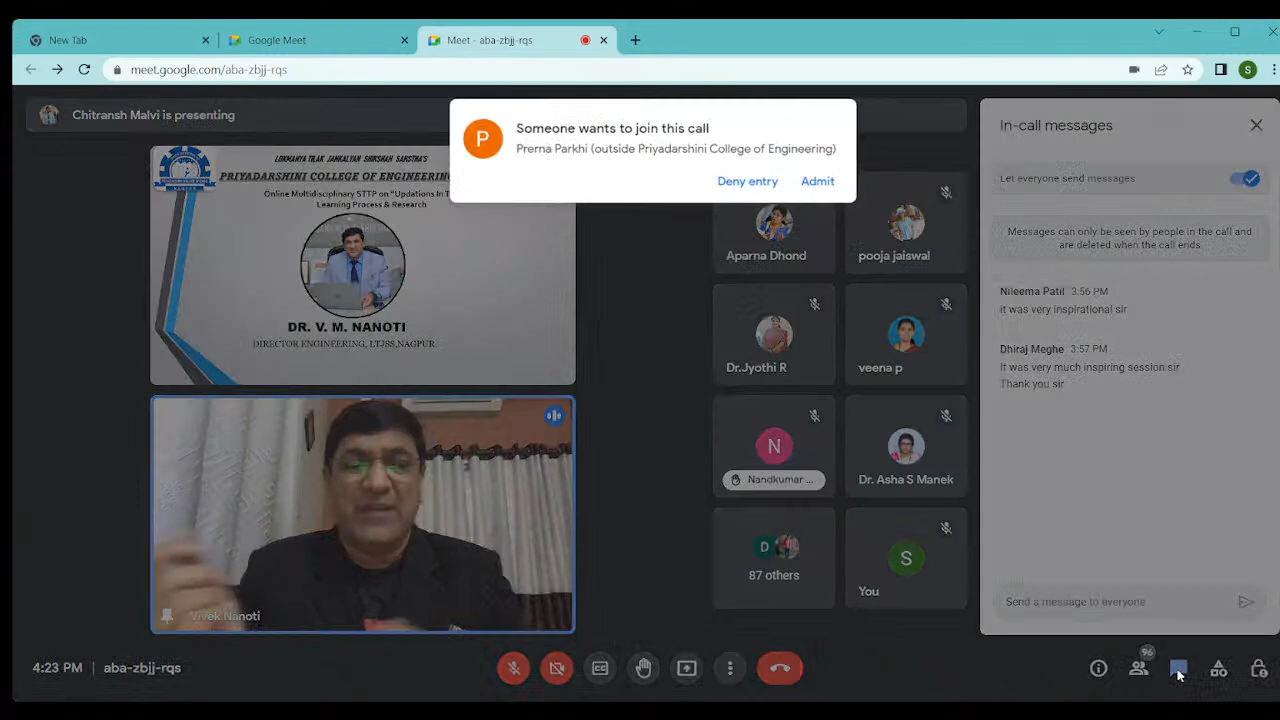 New Tab
Google Meet
Meet - aba-zbjj-rqs
meet.google.com/aba-zbjj-rqs
S
Chitransh Malvi is presenting
P
Someone wants to join this call
Prerna Parkhi (outside Priyadarshini College of Engineering)
Deny entry
Admit
In-call messages
Let everyone send messages
Messages can only be seen by people in the call and
are deleted when the call ends
Nileema Patil 3:56 PM
it was very inspirational sir
Dhiraj Meghe 3:57 PM
It was very much inspiring session sir
Thank you sir
Send a message to everyone
LOKMANYA TILAK JANKALYAN SHIKSHAN SANSTHA'S
PRIYADARSHINI COLLEGE OF ENGINEERING
Online Multidisciplinary STTP on "Updations In T
Learning Process & Research
DR. V. M. NANOTI
DIRECTOR ENGINEERING, LTJSS,NAGPUR
Vivek Nanoti
Aparna Dhond
pooja jaiswal
Dr.Jyothi R
veena p
N
Nandkumar ...
Dr. Asha S Manek
D
87 others
S
You
4:23 PM | aba-zbjj-rqs
CC
96